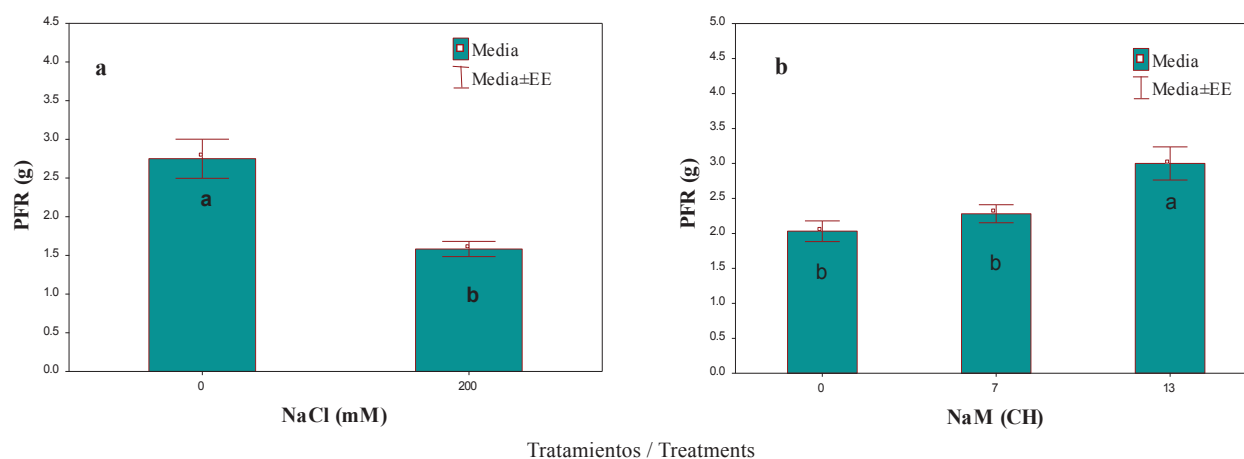 4.5
4.0
3.5
3.0
2.5
2.0
1.5
1.0
0.5
0.0
PFR (g)
a
Media
Media±EE
a
b
0
200
NaCl (mM)
5.0
4.5
4.0
3.5
3.0
2.5
2.0
1.5
1.0
0.5
0.0
PFR (g)
b
Media
Media±EE
b
b
a
0
7
13
NaM (CH)
Tratamientos / Treatments